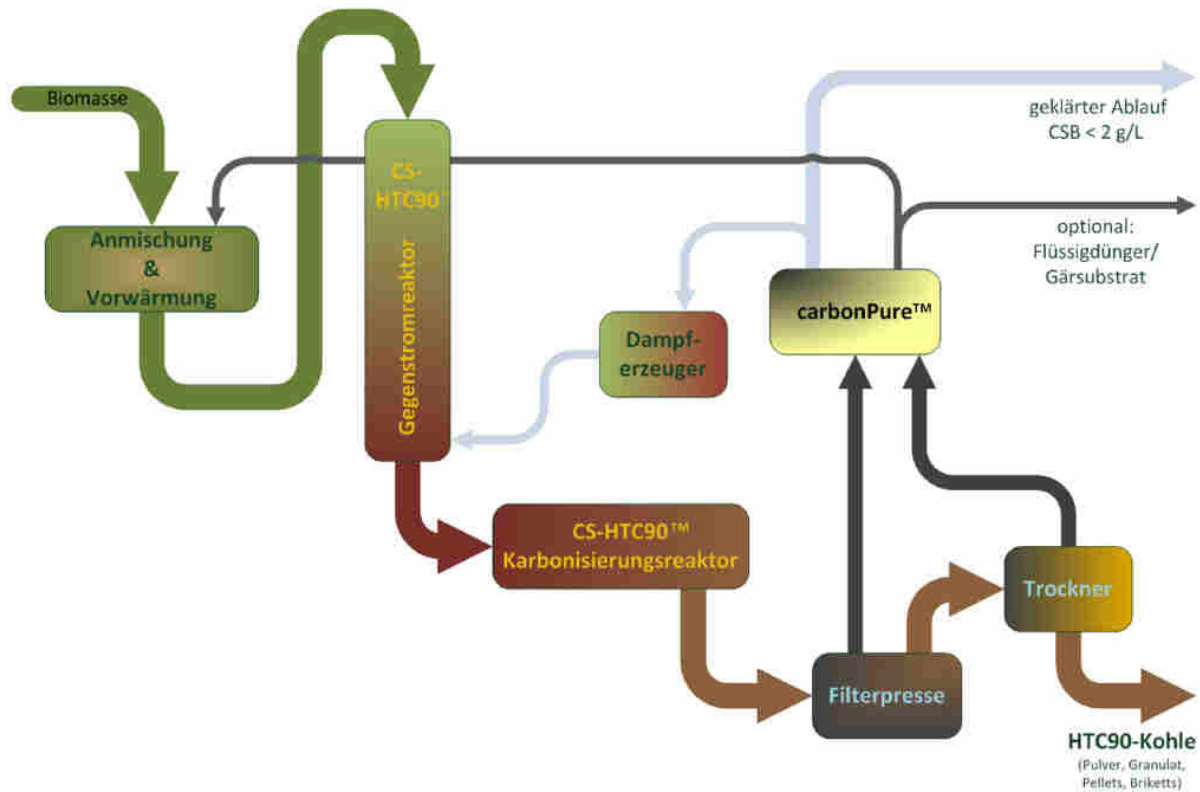 Biomasse
geklärter Ablauf
CSB < 2 g/L
CS-
HTC90
Gegenstromreaktor
Anmischung
&
Vorwärmung
optional:
Flüssigdünger/
Gärsubstrat
carbonPure™
Dampf-
erzeuger
CS-HTC90™
Karbonisierungsreaktor
Trockner
Filterpresse
HTC90-Kohle
(Pulver, Granulat,
Pellets, Briketts)